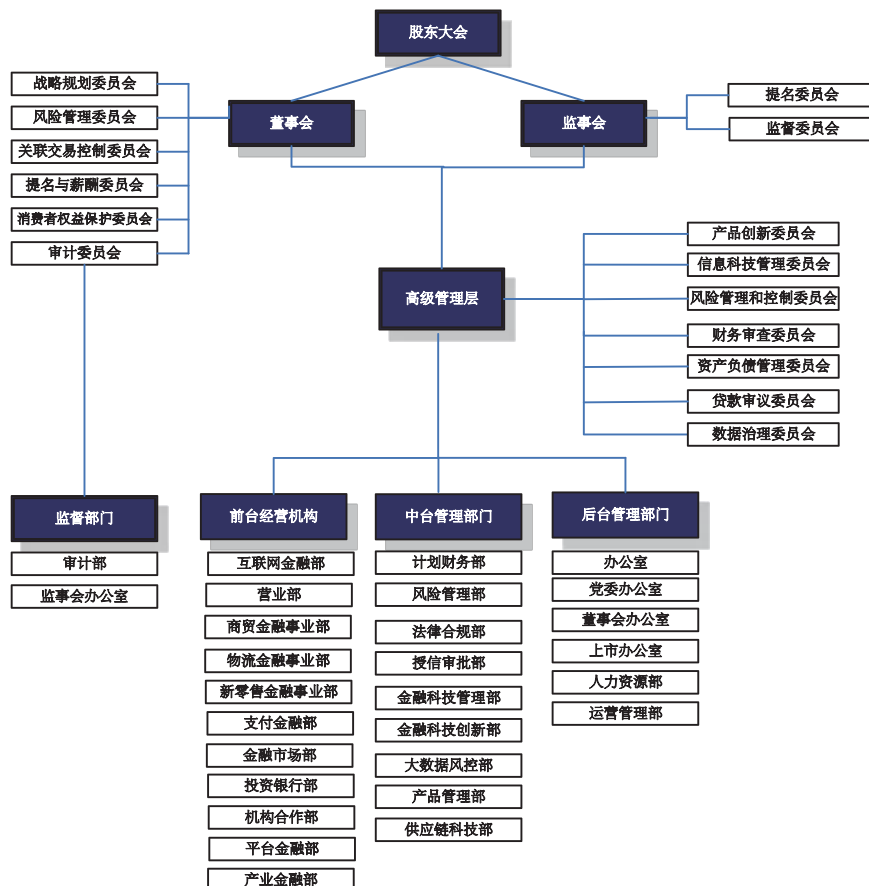 股东大会
战略规划委员会
风险管理委员会
关联交易控制委员会
提名与薪酬委员会
消费者权益保护委员会
审计委员会
董事会
监事会
提名委员会
监督委员会
高级管理层
产品创新委员会
信息科技管理委员会
风险管理和控制委员会
财务审查委员会
资产负债管理委员会
贷款审议委员会
数据治理委员会
监督部门
审计部
监事会办公室
前台经营机构
互联网金融部
营业部
商贸金融事业部
物流金融事业部
新零售金融事业部
支付金融部
金融市场部
投资银行部
机构合作部
平台金融部
产业金融部
中台管理部门
计划财务部
风险管理部
法律合规部
授信审批部
金融科技管理部
金融科技创新部
大数据风控部
产品管理部
供应链科技部
后台管理部门
办公室
党委办公室
董事会办公室
上市办公室
人力资源部
运营管理部